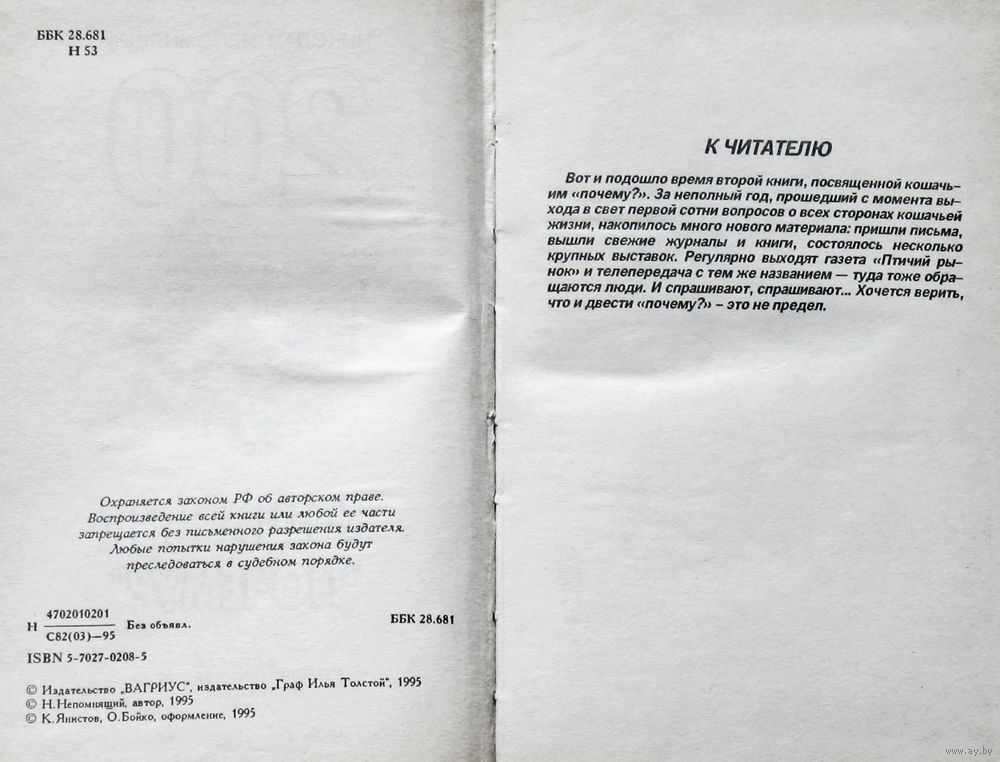 ББК 28.681
Н 53
Охраняется законом РФ об авторском праве.
Воспроизведение всей книги или любой ее части
запрещается без письменного разрешения издателя.
Любые попытки нарушения закона будут
преследоваться в судебном порядке.
Н 4702010201 / С82(03)—95 Без объявл.
ББК 28.681
ISBN 5-7027-0208-5
© Издательство „ВАГРИУС“, издательство „Граф Илья Толстой“, 1995
© Н.Непомнящий, автор, 1995
© К.Янистов, О.Бойко, оформление, 1995
К ЧИТАТЕЛЮ
Вот и подошло время второй книги, посвященной кошачь–
им «почему?». За неполный год, прошедший с момента вы–
хода в свет первой сотни вопросов о всех сторонах кошачьей
жизни, накопилось много нового материала: пришли письма,
вышли свежие журналы и книги, состоялось несколько
крупных выставок. Регулярно выходят газета «Птичий ры–
нок» и телепередача с тем же названием — туда тоже обра–
щаются люди. И спрашивают, спрашивают... Хочется верить,
что и двести «почему?» – это не предел.
www.ay.by